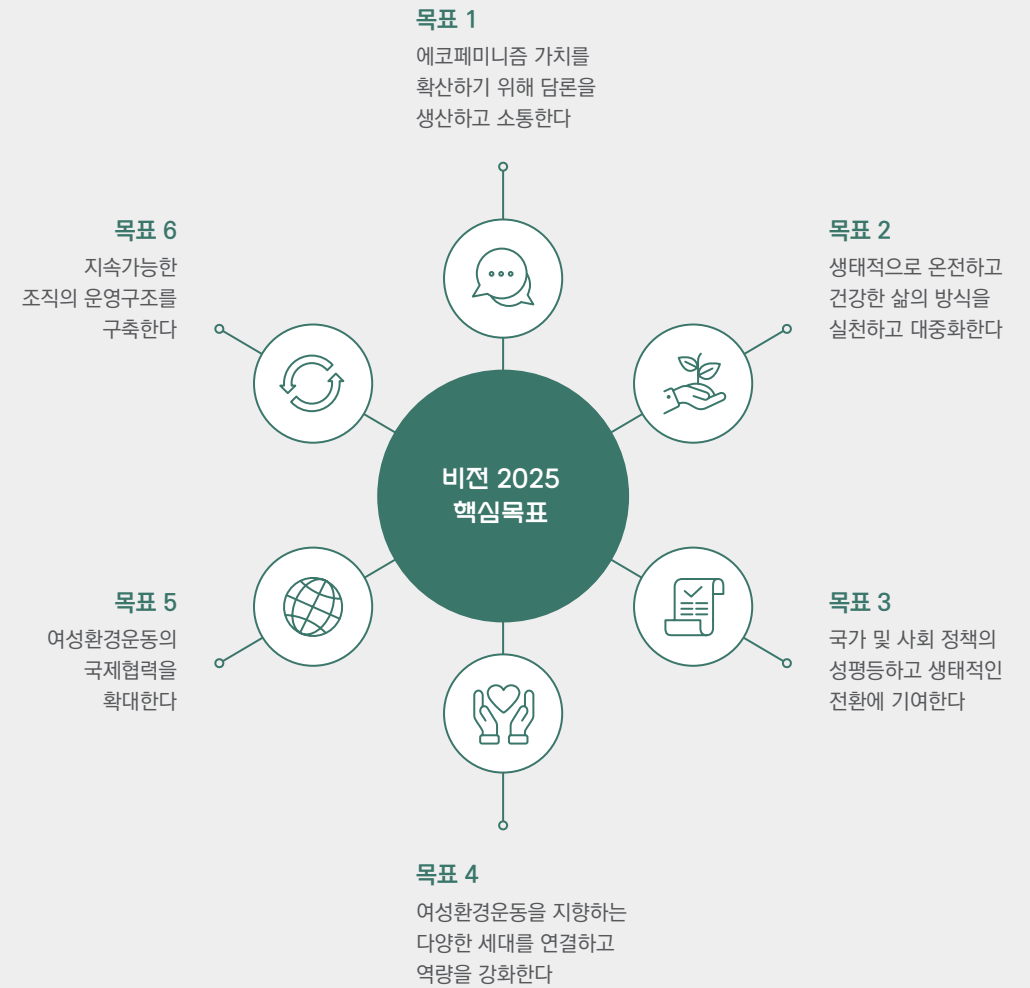 목표 1
에코페미니즘 가치를
확산하기 위해 담론을
생산하고 소통한다
목표 6
지속가능한
조직의 운영구조를
구축한다
목표 2
생태적으로 온전하고
건강한 삶의 방식을
실천하고 대중화한다
비전 2025
핵심목표
목표 5
여성환경운동의
국제협력을
확대한다
목표 3
국가 및 사회 정책의
성평등하고 생태적인
전환에 기여한다
목표 4
여성환경운동을 지향하는
다양한 세대를 연결하고
역량을 강화한다